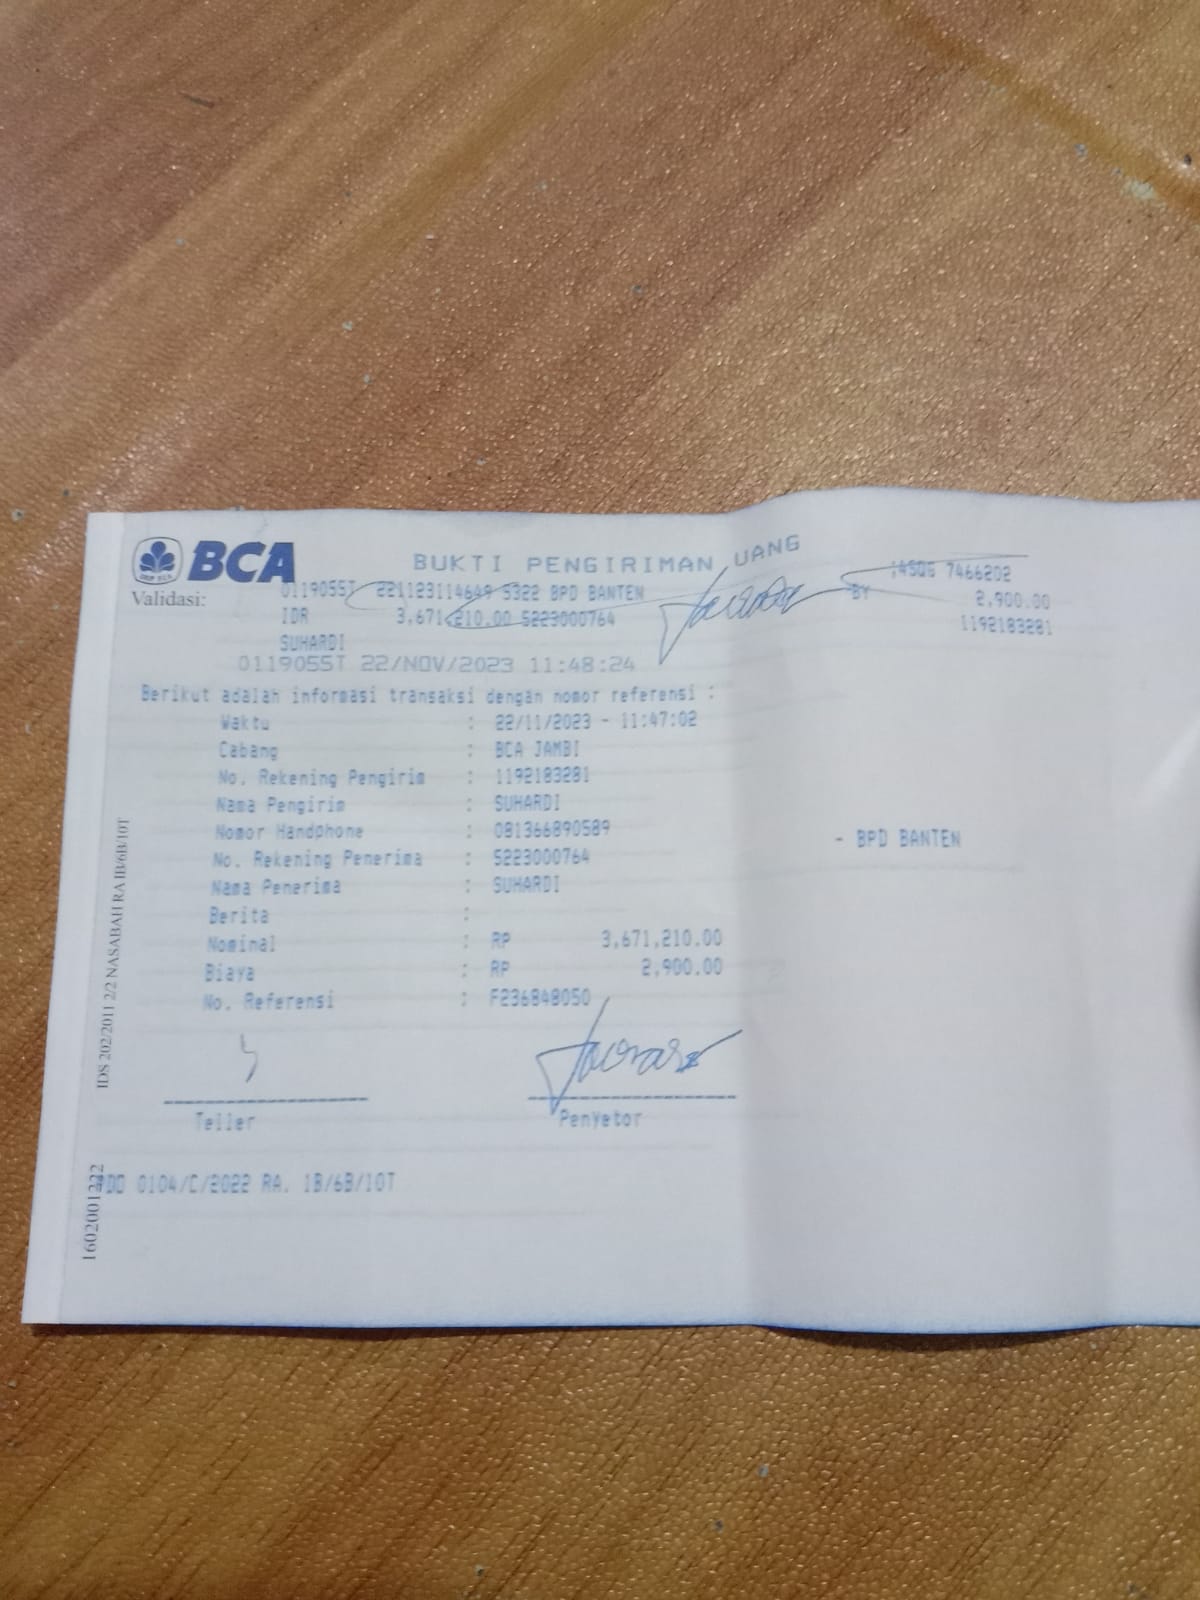 BCA
BUKTI PENGIRIMAN UANG
Validasi:
0119055T 221123114649 5322 BPD BANTEN 14506 7466202
IDR 3,671,210.00 5223000764 BY 2,900.00
SUHARDI 1192183281
0119055T 22/NOV/2023 11:48:24
Berikut adalah informasi transaksi dengan nomor referensi :
Waktu : 22/11/2023 - 11:47:02
Cabang : BCA JAMBI
No. Rekening Pengirim : 1192183281
Nama Pengirim : SUHARDI
Nomor Handphone : 081366890589
No. Rekening Penerima : 5223000764 - BPD BANTEN
Nama Penerima : SUHARDI
Berita :
Nominal : RP 3,671,210.00
Biaya : RP 2,900.00
No. Referensi : F236848050
Teller Penyetor
0104/C/2022 RA. 1B/6B/10T
IDS 202/2011 2/2 NASABAH RA IB/6B/10T
1602001222